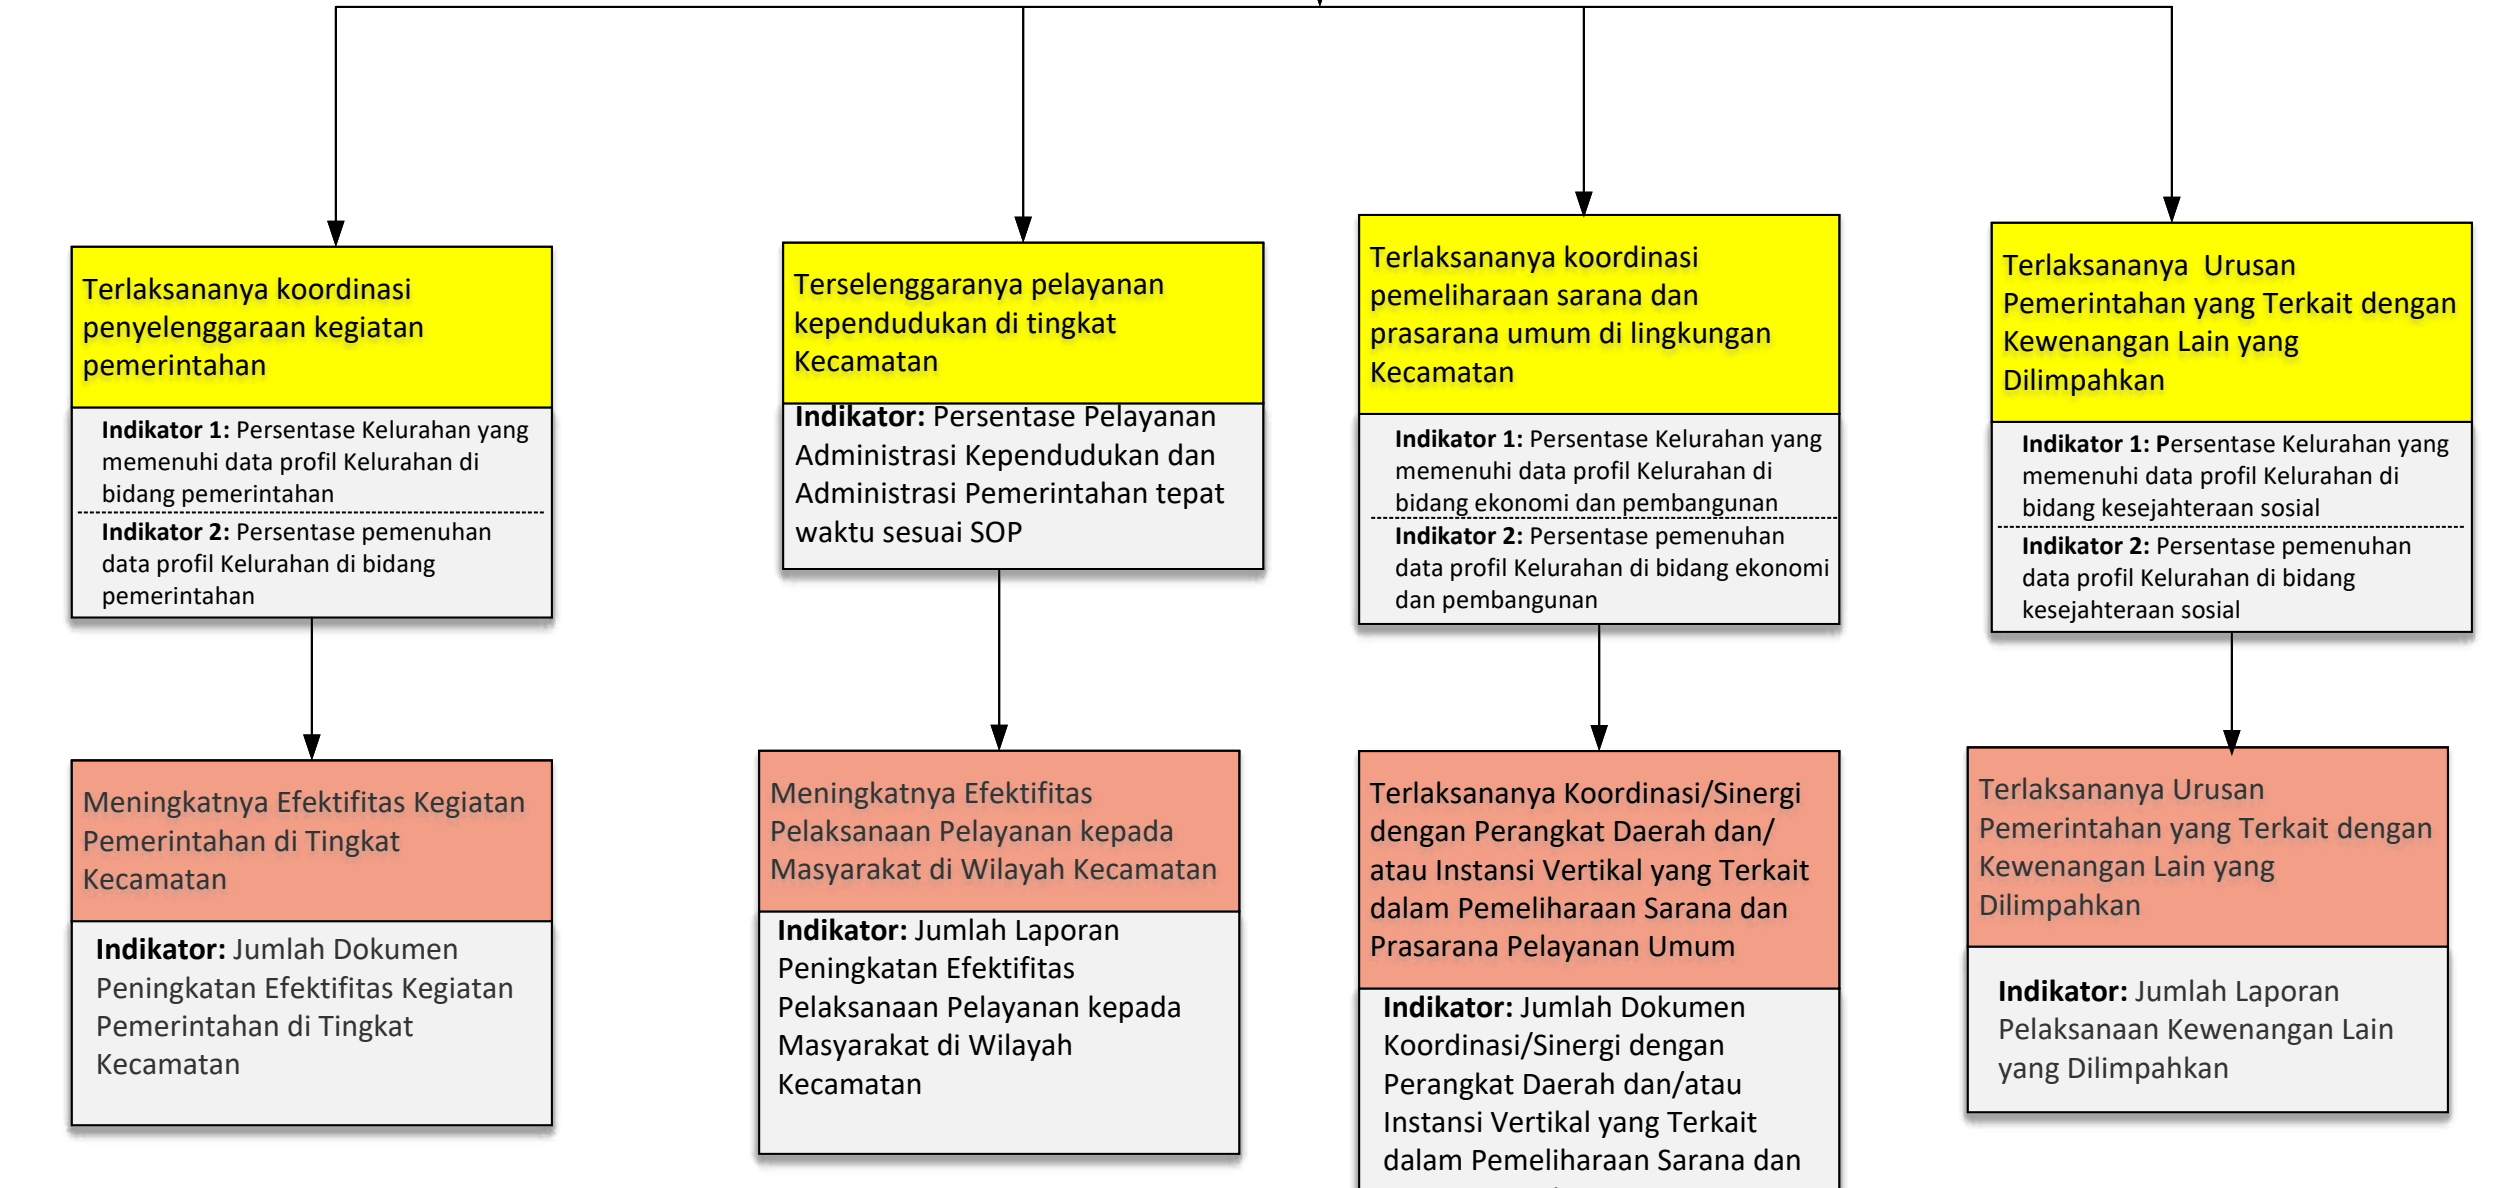 Terlaksananya koordinasi
penyelenggaraan kegiatan
pemerintahan
Indikator 1: Persentase Kelurahan yang
memenuhi data profil Kelurahan di
bidang pemerintahan
Indikator 2: Persentase pemenuhan
data profil Kelurahan di bidang
pemerintahan
Terselenggaranya pelayanan
kependudukan di tingkat
Kecamatan
Indikator: Persentase Pelayanan
Administrasi Kependudukan dan
Administrasi Pemerintahan tepat
waktu sesuai SOP
Terlaksananya koordinasi
pemeliharaan sarana dan
prasarana umum di lingkungan
Kecamatan
Indikator 1: Persentase Kelurahan yang
memenuhi data profil Kelurahan di
bidang ekonomi dan pembangunan
Indikator 2: Persentase pemenuhan
data profil Kelurahan di bidang ekonomi
dan pembangunan
Terlaksananya  Urusan
Pemerintahan yang Terkait dengan
Kewenangan Lain yang
Dilimpahkan
Indikator 1: Persentase Kelurahan yang
memenuhi data profil Kelurahan di
bidang kesejahteraan sosial
Indikator 2: Persentase pemenuhan
data profil Kelurahan di bidang
kesejahteraan sosial
Meningkatnya Efektifitas Kegiatan
Pemerintahan di Tingkat
Kecamatan
Indikator: Jumlah Dokumen
Peningkatan Efektifitas Kegiatan
Pemerintahan di Tingkat
Kecamatan
Meningkatnya Efektifitas
Pelaksanaan Pelayanan kepada
Masyarakat di Wilayah Kecamatan
Indikator: Jumlah Laporan
Peningkatan Efektifitas
Pelaksanaan Pelayanan kepada
Masyarakat di Wilayah
Kecamatan
Terlaksananya Koordinasi/Sinergi
dengan Perangkat Daerah dan/
atau Instansi Vertikal yang Terkait
dalam Pemeliharaan Sarana dan
Prasarana Pelayanan Umum
Indikator: Jumlah Dokumen
Koordinasi/Sinergi dengan
Perangkat Daerah dan/atau
Instansi Vertikal yang Terkait
dalam Pemeliharaan Sarana dan
Terlaksananya Urusan
Pemerintahan yang Terkait dengan
Kewenangan Lain yang
Dilimpahkan
Indikator: Jumlah Laporan
Pelaksanaan Kewenangan Lain
yang Dilimpahkan